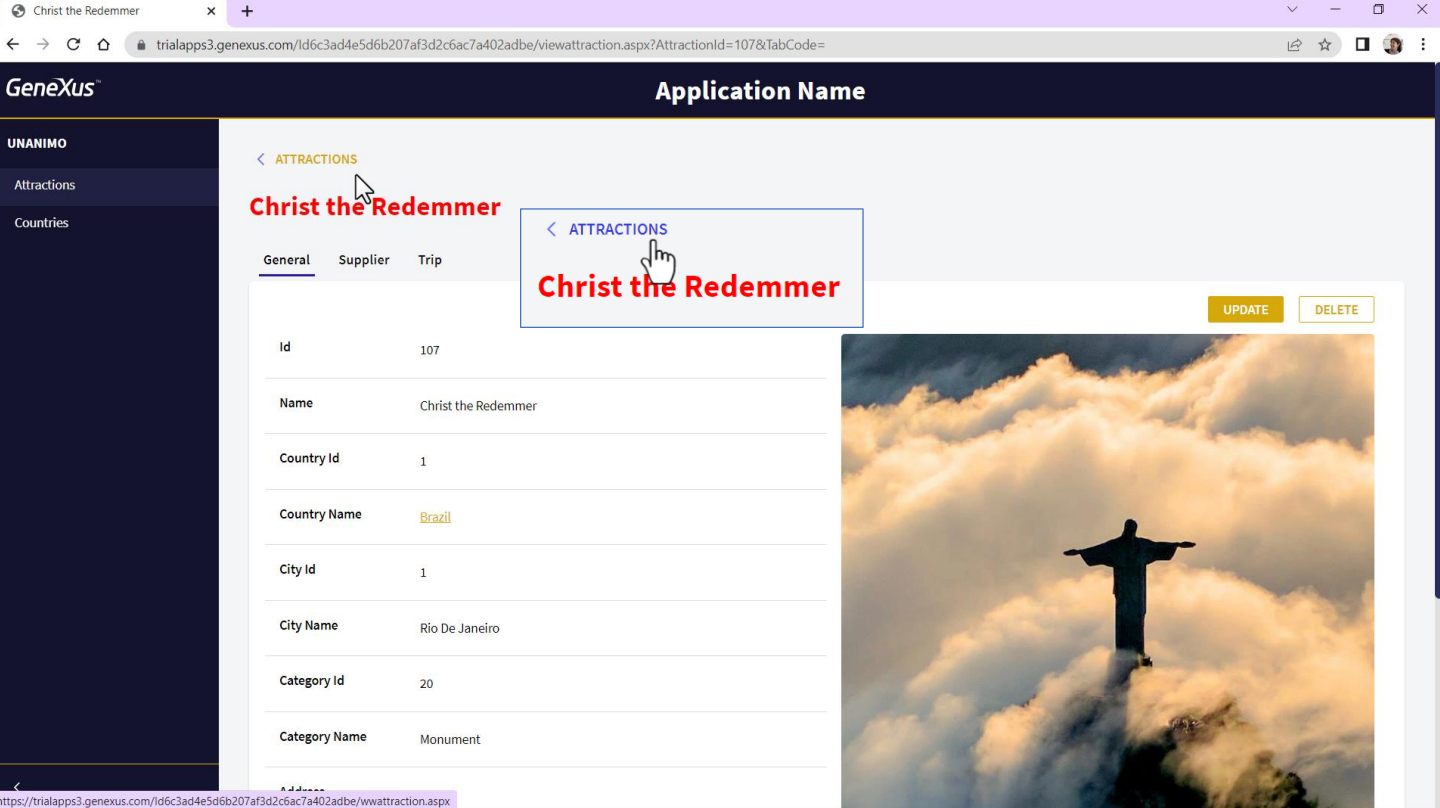 Christ the Redemmer
trialapps3.genexus.com/Id6c3ad4e5d6b207af3d2c6ac7a402adbe/viewattraction.aspx?AttractionId=107&TabCode=
GeneXus™
Application Name
UNANIMO
Attractions
Countries
ATTRACTIONS
Christ the Redemmer
ATTRACTIONS
Christ the Redemmer
General Supplier Trip
UPDATE DELETE
Id 107
Name Christ the Redemmer
Country Id 1
Country Name Brazil
City Id 1
City Name Rio De Janeiro
Category Id 20
Category Name Monument
Address
https://trialapps3.genexus.com/Id6c3ad4e5d6b207af3d2c6ac7a402adbe/wwattraction.aspx